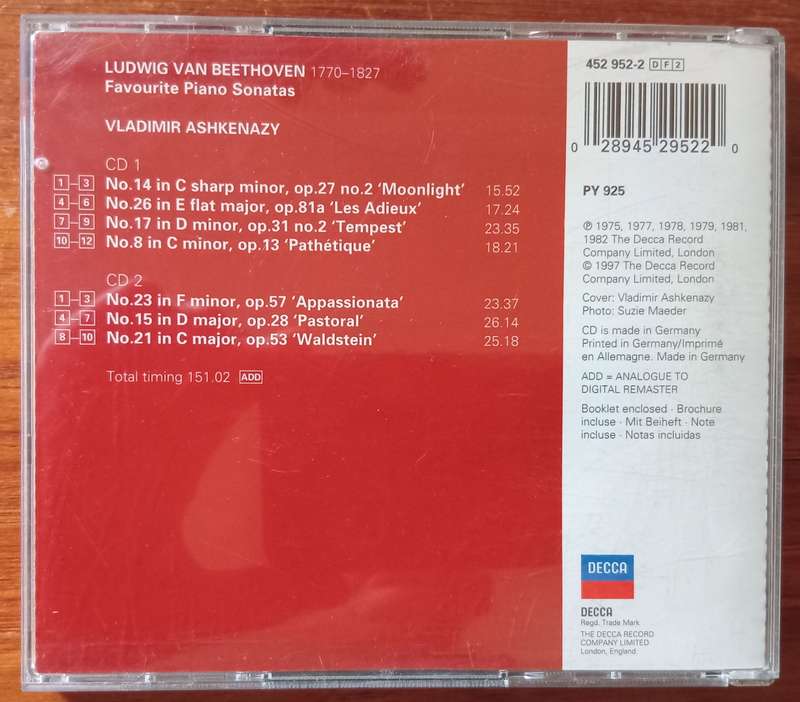 LUDWIG VAN BEETHOVEN 1770–1827
Favourite Piano Sonatas
VLADIMIR ASHKENAZY
CD 1
1–3 No.14 in C sharp minor, op.27 no.2 ‘Moonlight’ 15.52
4–6 No.26 in E flat major, op.81a ‘Les Adieux’ 17.24
7–9 No.17 in D minor, op.31 no.2 ‘Tempest’ 23.35
10–12 No.8 in C minor, op.13 ‘Pathétique’ 18.21
CD 2
1–3 No.23 in F minor, op.57 ‘Appassionata’ 23.37
4–7 No.15 in D major, op.28 ‘Pastoral’ 26.14
8–10 No.21 in C major, op.53 ‘Waldstein’ 25.18
Total timing 151.02 ADD
452 952-2 D F 2
0 28945 29522 0
PY 925
℗ 1975, 1977, 1978, 1979, 1981,
1982 The Decca Record
Company Limited, London
© 1997 The Decca Record
Company Limited, London
Cover: Vladimir Ashkenazy
Photo: Suzie Maeder
CD is made in Germany
Printed in Germany/Imprimé
en Allemagne. Made in Germany
ADD = ANALOGUE TO
DIGITAL REMASTER
Booklet enclosed · Brochure
incluse · Mit Beiheft · Note
incluse · Notas incluidas
DECCA
DECCA
Regd. Trade Mark
THE DECCA RECORD
COMPANY LIMITED
London, England